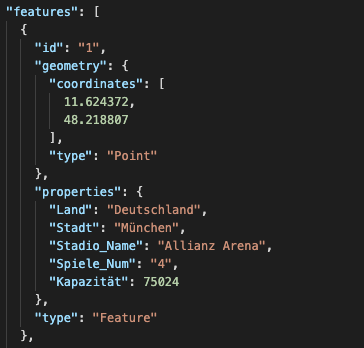 "features": [
{
"id": "1",
"geometry": {
"coordinates": [
11.624372,
48.218807
],
"type": "Point"
},
"properties": {
"Land": "Deutschland",
"Stadt": "München",
"Stadio_Name": "Allianz Arena",
"Spiele_Num": "4",
"Kapazität": 75024
},
"type": "Feature"
},